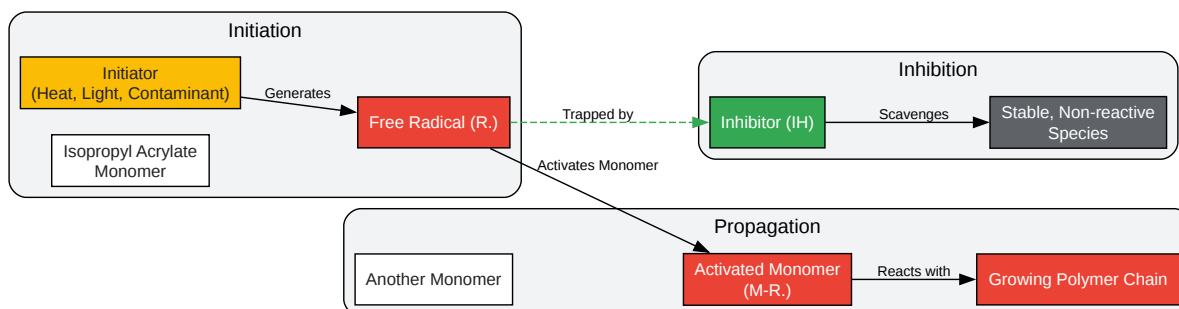 Initiation
Initiator
(Heat, Light, Contaminant)
Generates
Free Radical (R.)
Isopropyl Acrylate
Monomer
Trapped by
Inhibition
Inhibitor (IH)
Scavenges
Stable, Non-reactive
Species
Activates Monomer
Propagation
Another Monomer
Activated Monomer
(M-R.)
Reacts with
Growing Polymer Chain